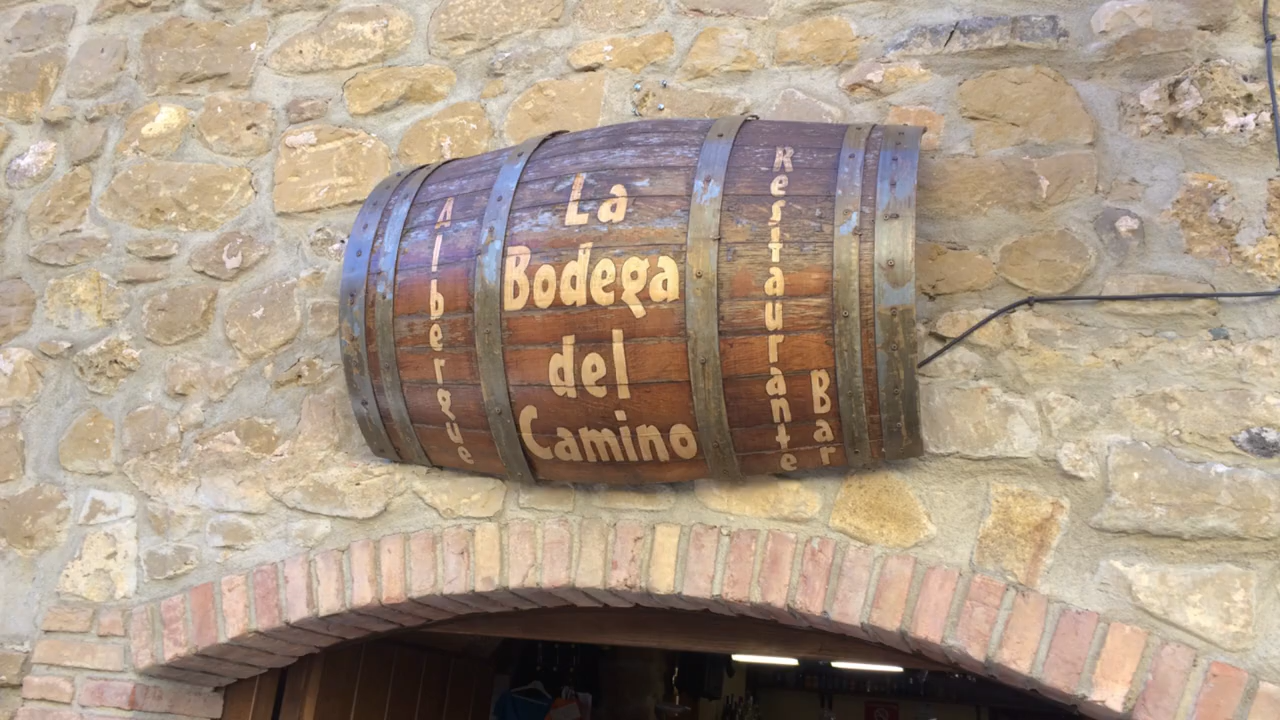 Albergue
La
Bodega
del
Camino
Restaurante
Bar